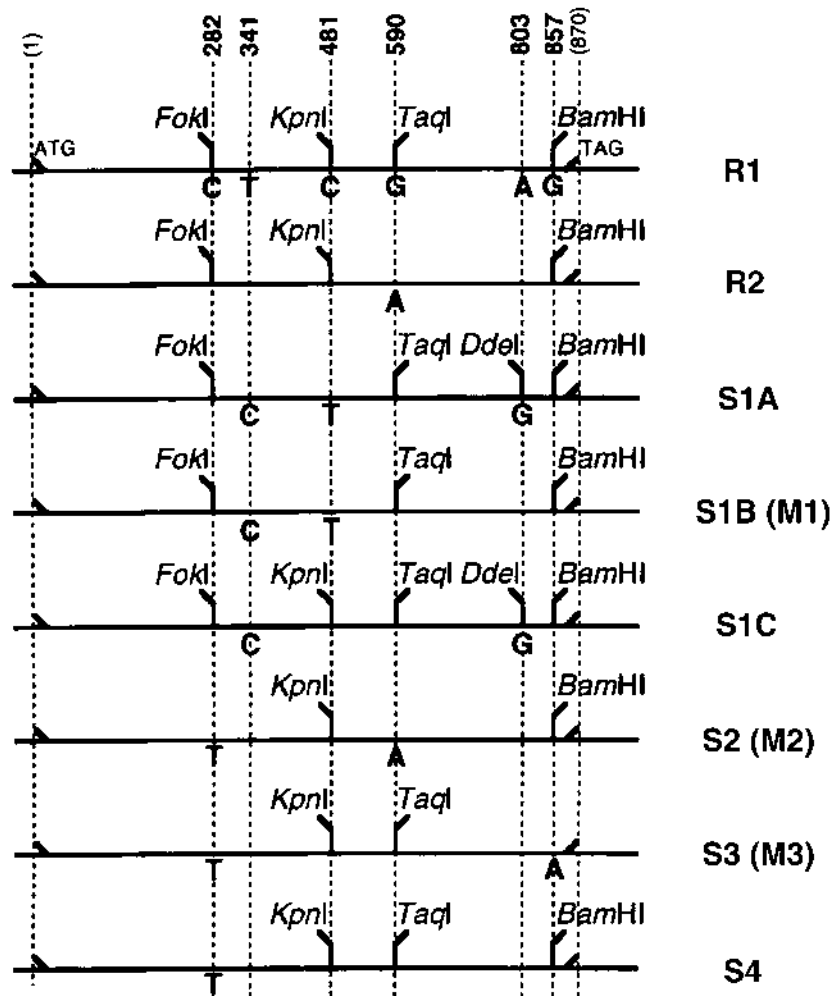 (1) 282 341 481 590 803 857 (870)
FokI KpnI TaqI BamHI
ATG TAG R1
C T C G A G
FokI KpnI BamHI
R2
A
FokI TaqI DdeI BamHI
S1A
C T G
FokI TaqI BamHI
S1B (M1)
C T
FokI KpnI TaqI DdeI BamHI
S1C
C G
KpnI BamHI
S2 (M2)
T A
KpnI TaqI
S3 (M3)
T A
KpnI TaqI BamHI
S4
T